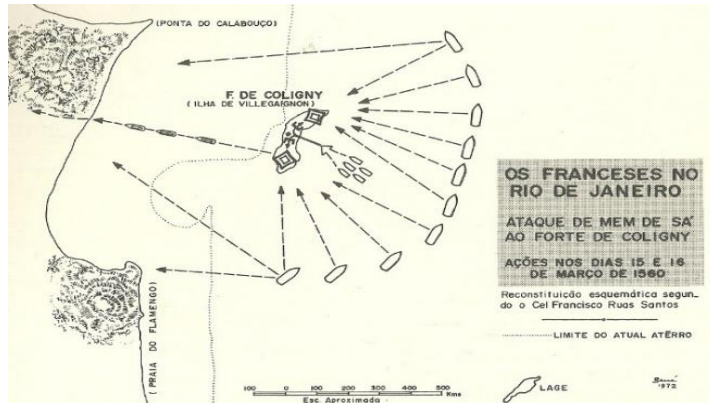 (PONTA DO CALABOUÇO)
F. DE COLIGNY
(ILHA DE VILLEGAIGNON)
OS FRANCESES NO
RIO DE JANEIRO
ATAQUE DE MEM DE SÁ
AO FORTE DE COLIGNY
AÇÕES NOS DIAS 15 E 16
DE MARÇO DE 1560
Reconstituição esquemática segun_
do o Cel Francisco Ruas Santos
LIMITE DO ATUAL ATÊRRO
(PRAIA DO FLAMENGO)
100 0 100 200 300 400 500 Kms
Esc. Aproximada
LAGE
1972